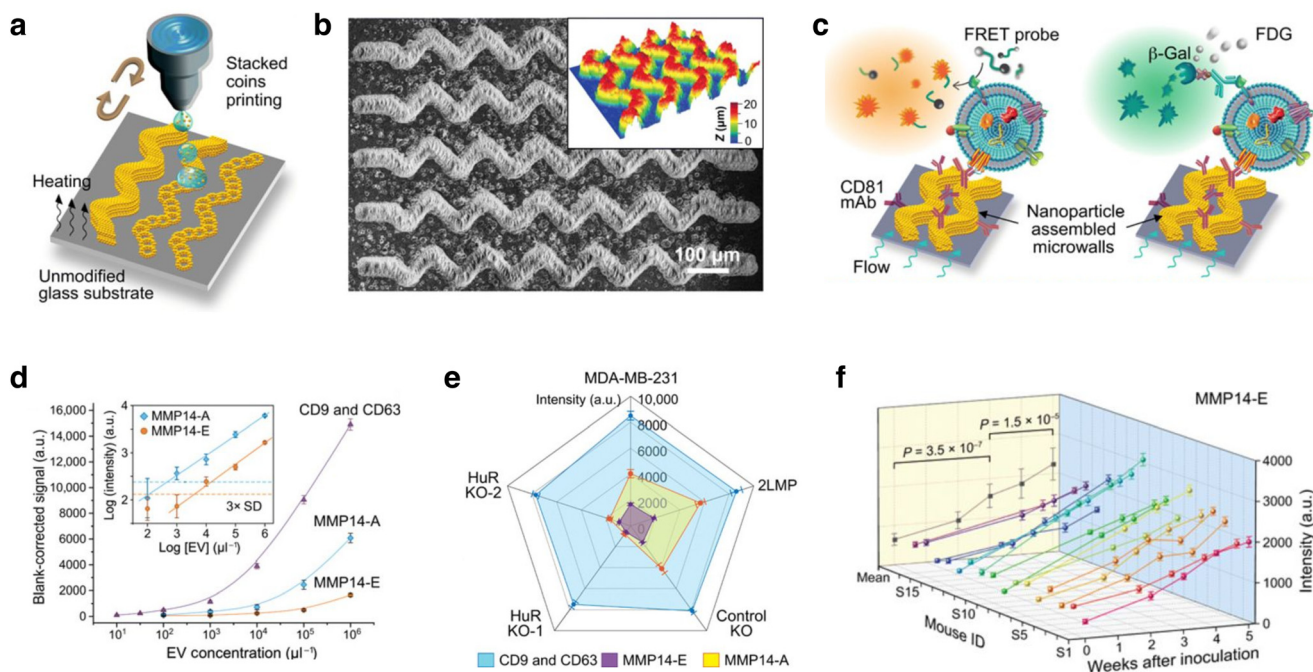 a
Stacked
coins
printing
Heating
Unmodified
glass substrate
b
Z (µm)
20
10
0
100 µm
c
FRET probe
β-Gal
FDG
CD81
mAb
Nanoparticle
assembled
microwalls
Flow
d
Blank-corrected signal (a.u.)
16,000
14,000
12,000
10,000
8000
6000
4000
2000
0
10¹
10²
10³
10⁴
10⁵
10⁶
EV concentration (µl⁻¹)
CD9 and CD63
MMP14-A
MMP14-E
Log (intensity) (a.u.)
4
3
2
MMP14-A
MMP14-E
3× SD
1 2 3 4 5 6
Log [EV] (µl⁻¹)
e
MDA-MB-231
Intensity (a.u.)
10,000
8000
6000
4000
2000
0
2LMP
Control
KO
HuR
KO-1
HuR
KO-2
CD9 and CD63
MMP14-E
MMP14-A
f
MMP14-E
P = 1.5 × 10⁻⁵
P = 3.5 × 10⁻⁷
4000
3000
2000
1000
0
Intensity (a.u.)
Mean
S15
S10
S5
S1
Mouse ID
0 1 2 3 4 5
Weeks after inoculation